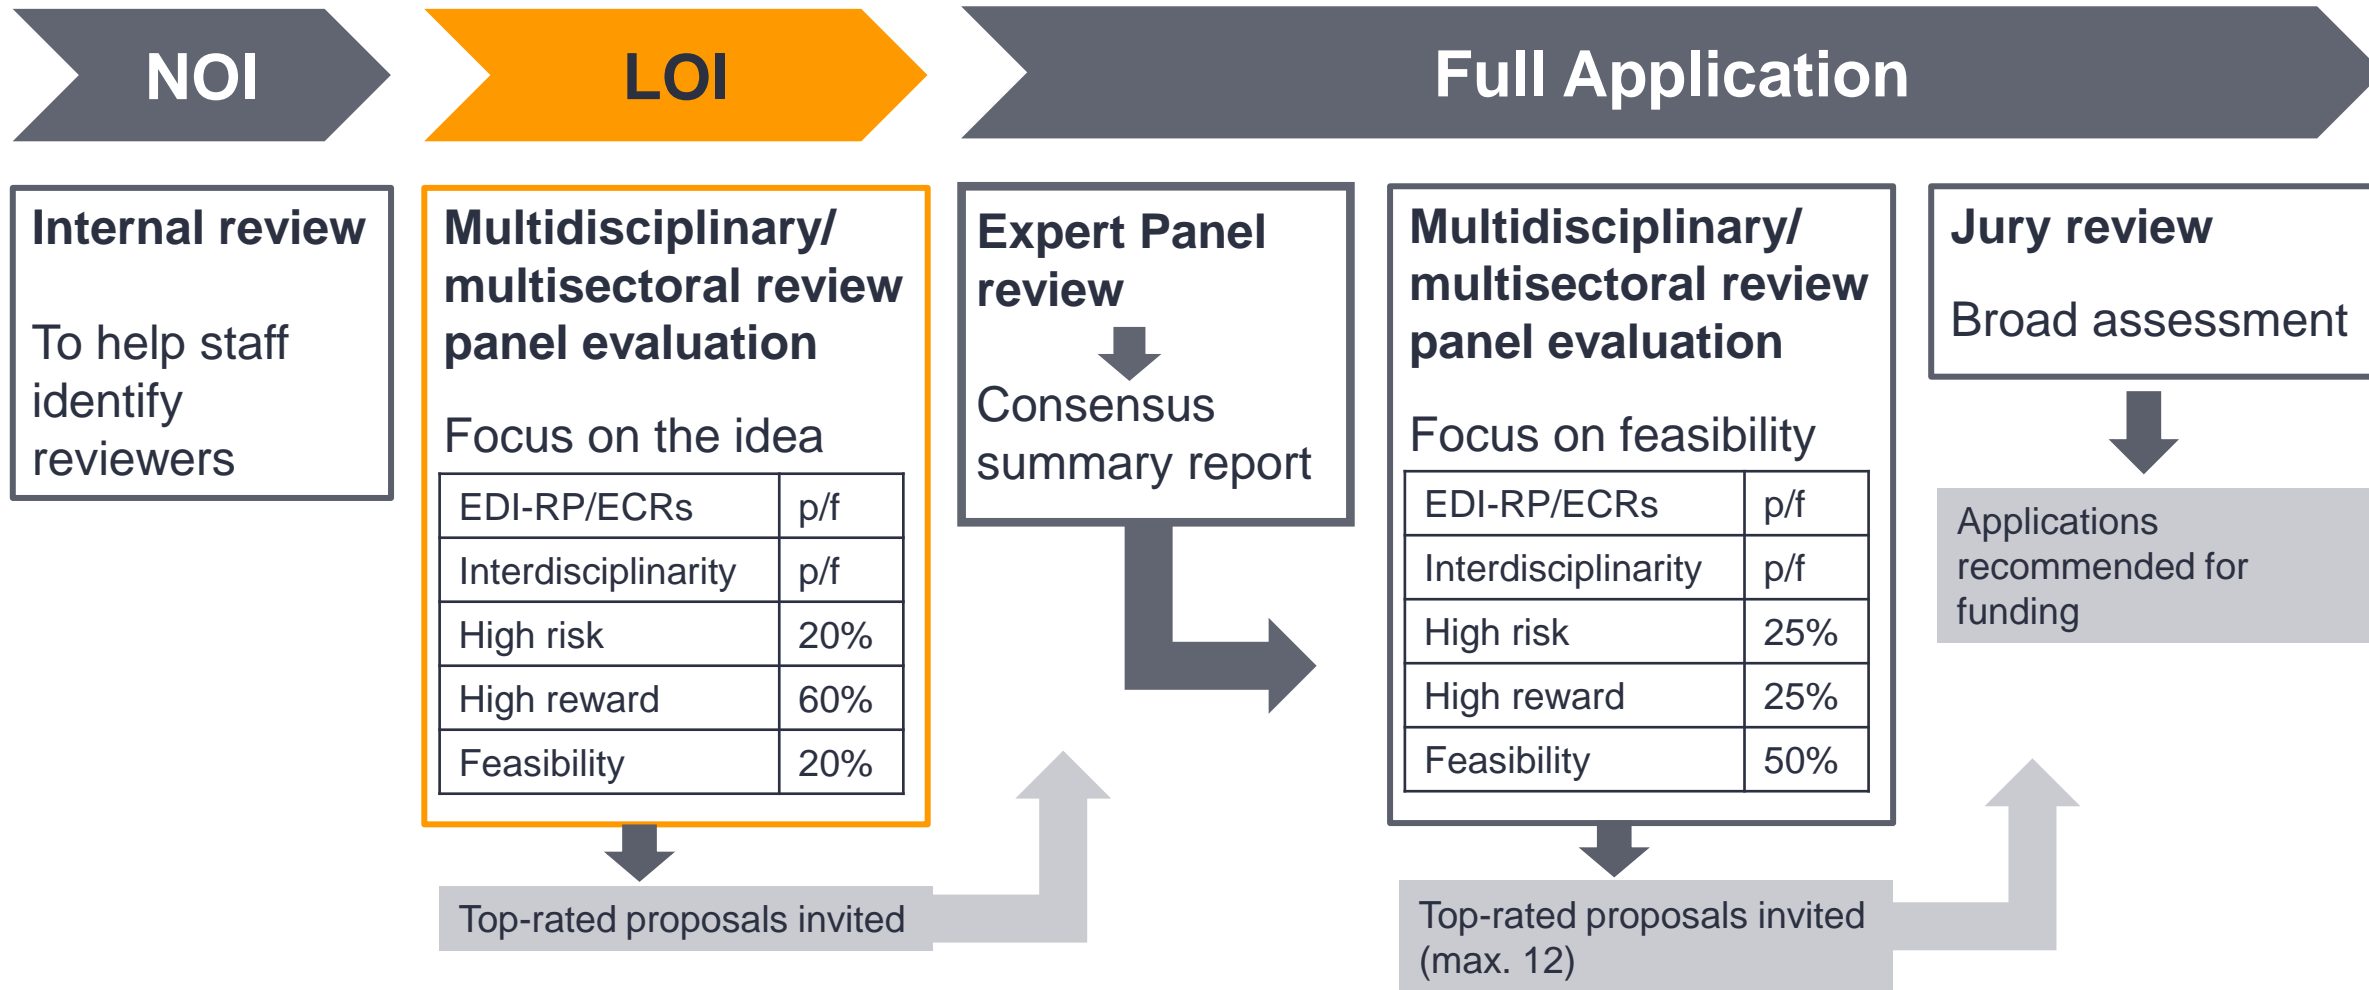 NOI
LOI
Full Application
Internal review
To help staff
identify
reviewers
Multidisciplinary/
multisectoral review
panel evaluation
Focus on the idea
EDI-RP/ECRs p/f
Interdisciplinarity p/f
High risk 20%
High reward 60%
Feasibility 20%
Top-rated proposals invited
Expert Panel
review
Consensus
summary report
Multidisciplinary/
multisectoral review
panel evaluation
Focus on feasibility
EDI-RP/ECRs p/f
Interdisciplinarity p/f
High risk 25%
High reward 25%
Feasibility 50%
Top-rated proposals invited
(max. 12)
Jury review
Broad assessment
Applications
recommended for
funding